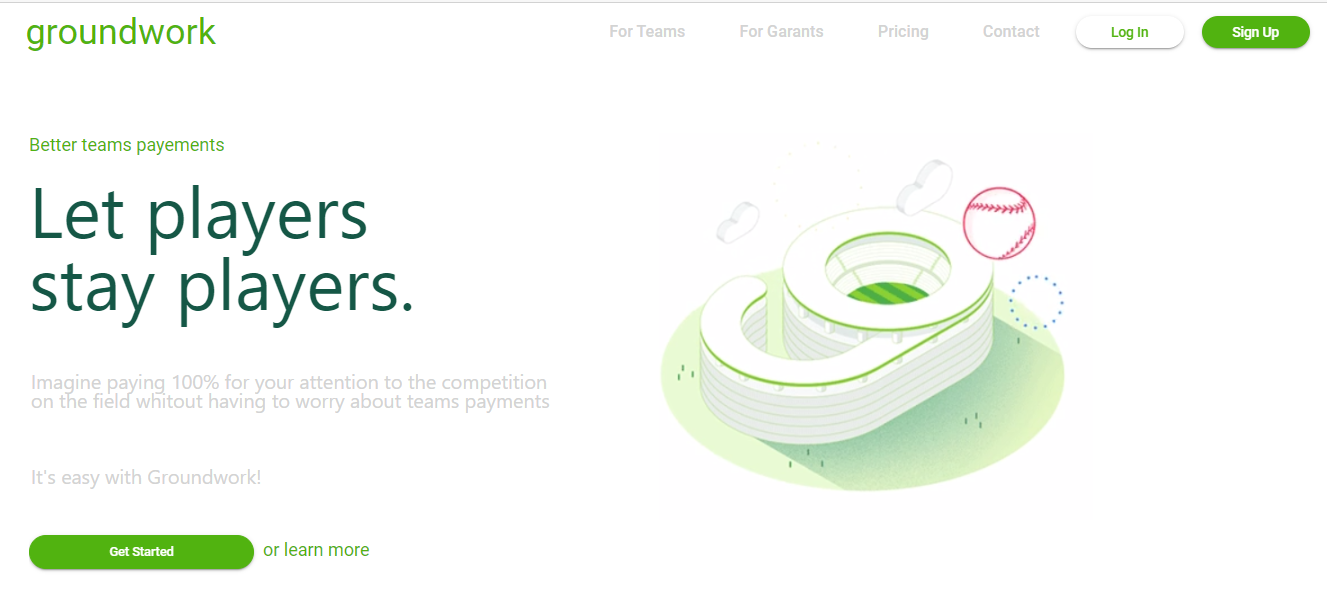 groundwork
For Teams
For Garants
Pricing
Contact
Log In
Sign Up
Better teams payements
Let players
stay players.
Imagine paying 100% for your attention to the competition
on the field whitout having to worry about teams payments
It's easy with Groundwork!
Get Started
or learn more